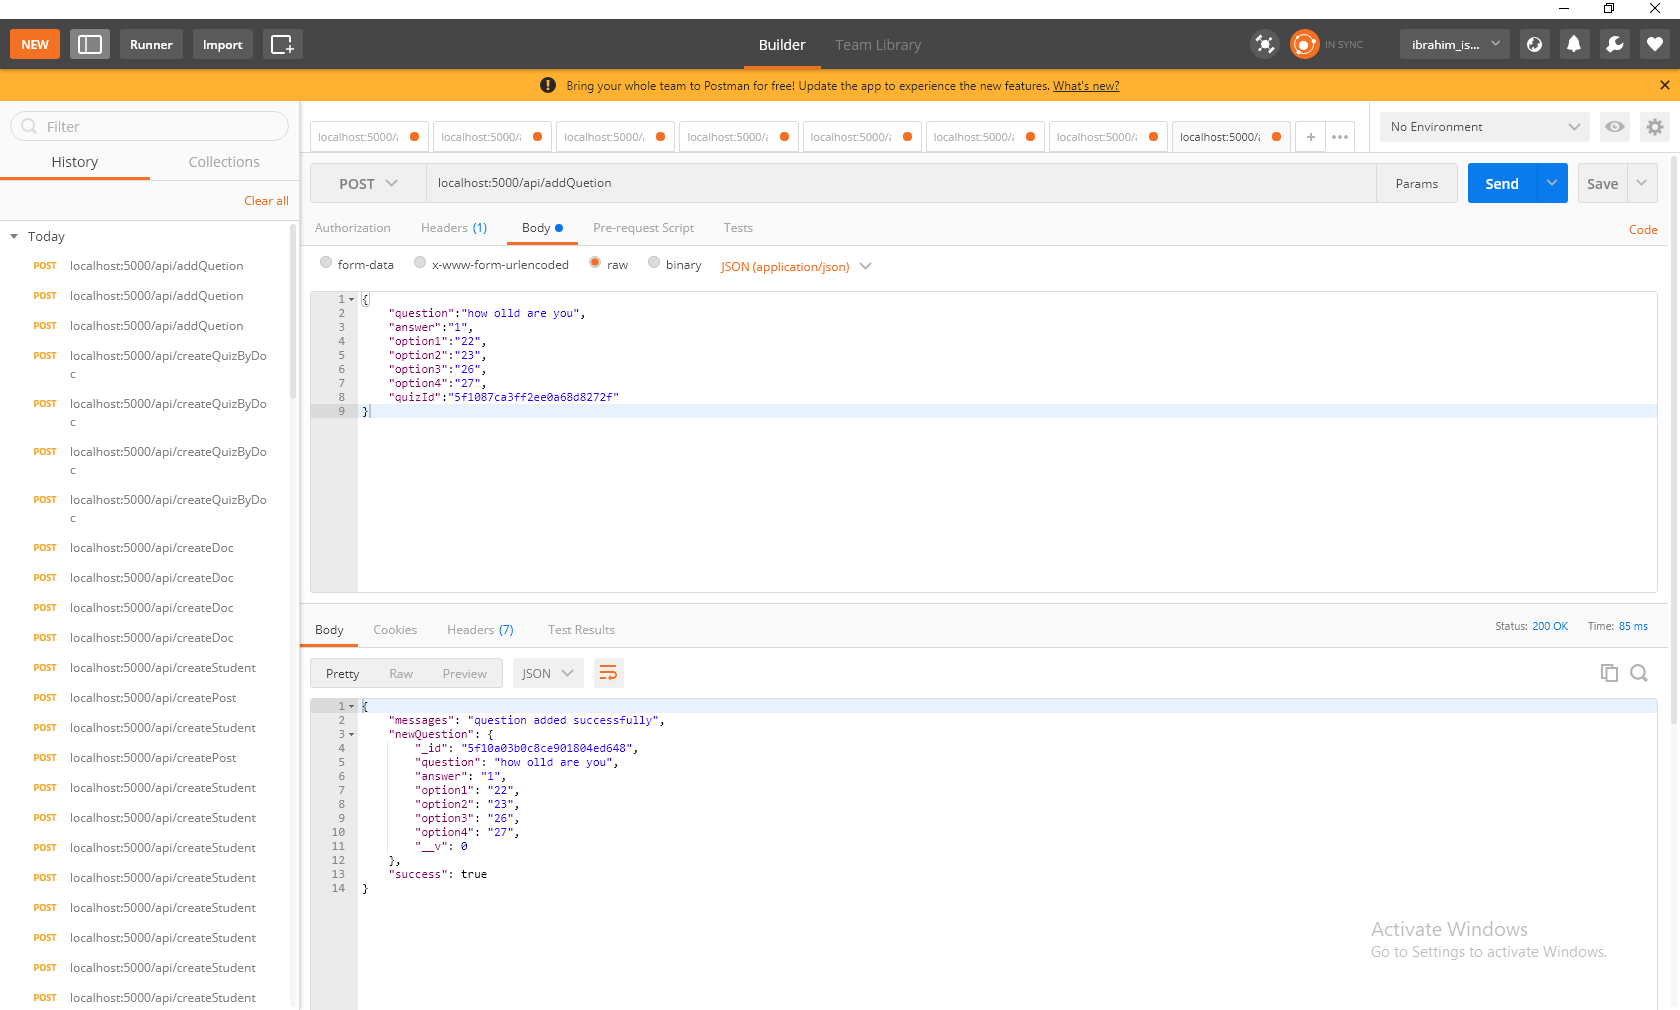 NEW Runner Import Builder Team Library IN SYNC ibrahim_is...
Bring your whole team to Postman for free! Update the app to experience the new features. What's new?
Filter
History Collections
Clear all
Today
POST localhost:5000/api/addQuetion
POST localhost:5000/api/addQuetion
POST localhost:5000/api/addQuetion
POST localhost:5000/api/createQuizByDo
c
POST localhost:5000/api/createQuizByDo
c
POST localhost:5000/api/createQuizByDo
c
POST localhost:5000/api/createQuizByDo
c
POST localhost:5000/api/createDoc
POST localhost:5000/api/createDoc
POST localhost:5000/api/createDoc
POST localhost:5000/api/createDoc
POST localhost:5000/api/createStudent
POST localhost:5000/api/createPost
POST localhost:5000/api/createStudent
POST localhost:5000/api/createPost
POST localhost:5000/api/createStudent
POST localhost:5000/api/createStudent
POST localhost:5000/api/createStudent
POST localhost:5000/api/createStudent
POST localhost:5000/api/createStudent
POST localhost:5000/api/createStudent
POST localhost:5000/api/createStudent
POST localhost:5000/api/createStudent
localhost:5000/a localhost:5000/a localhost:5000/a localhost:5000/a localhost:5000/a localhost:5000/a localhost:5000/a localhost:5000/a + ••• No Environment
POST localhost:5000/api/addQuetion Params Send Save
Authorization Headers (1) Body Pre-request Script Tests Code
form-data x-www-form-urlencoded raw binary JSON (application/json)
1 {
2 "question":"how olld are you",
3 "answer":"1",
4 "option1":"22",
5 "option2":"23",
6 "option3":"26",
7 "option4":"27",
8 "quizId":"5f1087ca3ff2ee0a68d8272f"
9 }
Body Cookies Headers (7) Test Results Status: 200 OK Time: 85 ms
Pretty Raw Preview JSON
1 {
2 "messages": "question added successfully",
3 "newQuestion": {
4 "_id": "5f10a03b0c8ce901804ed648",
5 "question": "how olld are you",
6 "answer": "1",
7 "option1": "22",
8 "option2": "23",
9 "option3": "26",
10 "option4": "27",
11 "__v": 0
12 },
13 "success": true
14 }
Activate Windows
Go to Settings to activate Windows.